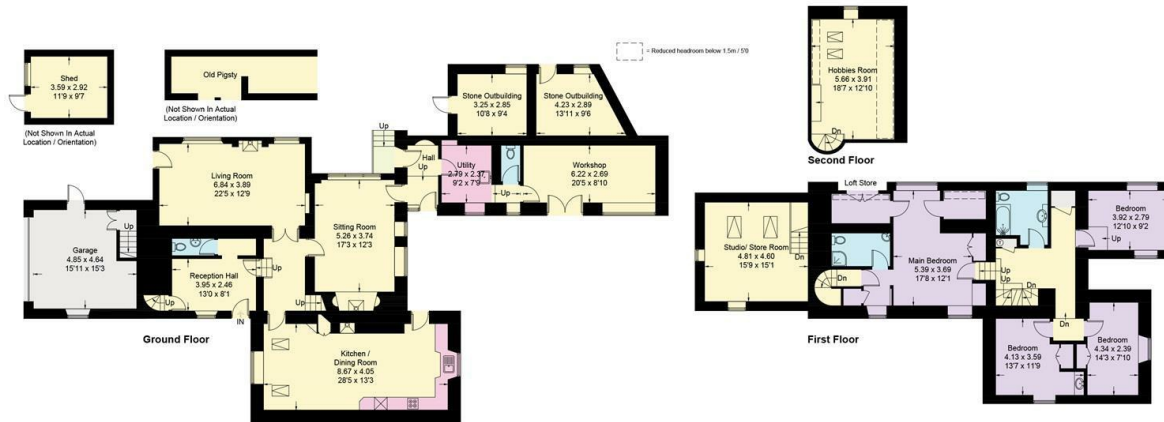 = Reduced headroom below 1.5m / 5'0
Shed
3.59 x 2.92
11'9 x 9'7
(Not Shown In Actual
Location / Orientation)
Old Pigsty
(Not Shown In Actual
Location / Orientation)
Stone Outbuilding
3.25 x 2.85
10'8 x 9'4
Stone Outbuilding
4.23 x 2.89
13'11 x 9'6
Up
Hall
Up
Utility
2.79 x 2.37
9'2 x 7'9
Up
Workshop
6.22 x 2.69
20'5 x 8'10
Living Room
6.84 x 3.89
22'5 x 12'9
Sitting Room
5.26 x 3.74
17'3 x 12'3
Garage
4.85 x 4.64
15'11 x 15'3
Up
Reception Hall
3.95 x 2.46
13'0 x 8'1
Up
Up
Up
IN
Ground Floor
Kitchen /
Dining Room
8.67 x 4.05
28'5 x 13'3
Hobbies Room
5.66 x 3.91
18'7 x 12'10
Dn
Second Floor
Loft Store
Studio/ Store Room
4.81 x 4.60
15'9 x 15'1
Dn
Main Bedroom
5.39 x 3.69
17'8 x 12'1
Dn
Up
Up
Dn
Bedroom
3.92 x 2.79
12'10 x 9'2
Up
Dn
First Floor
Bedroom
4.13 x 3.59
13'7 x 11'9
Bedroom
4.34 x 2.39
14'3 x 7'10